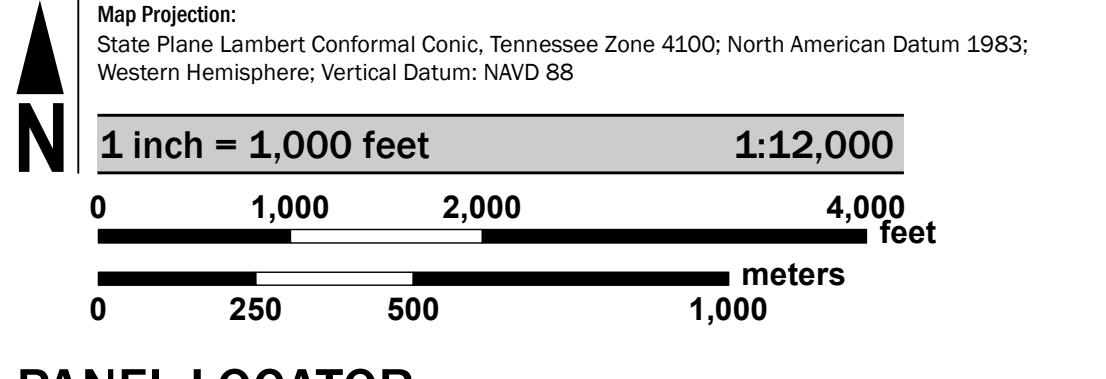 Map Projection:
State Plane Lambert Conformal Conic, Tennessee Zone 4100; North American Datum 1983;
Western Hemisphere; Vertical Datum: NAVD 88
N
1 inch = 1,000 feet 1:12,000
0 1,000 2,000 4,000
feet
meters
0 250 500 1,000
PANEL LOCATOR